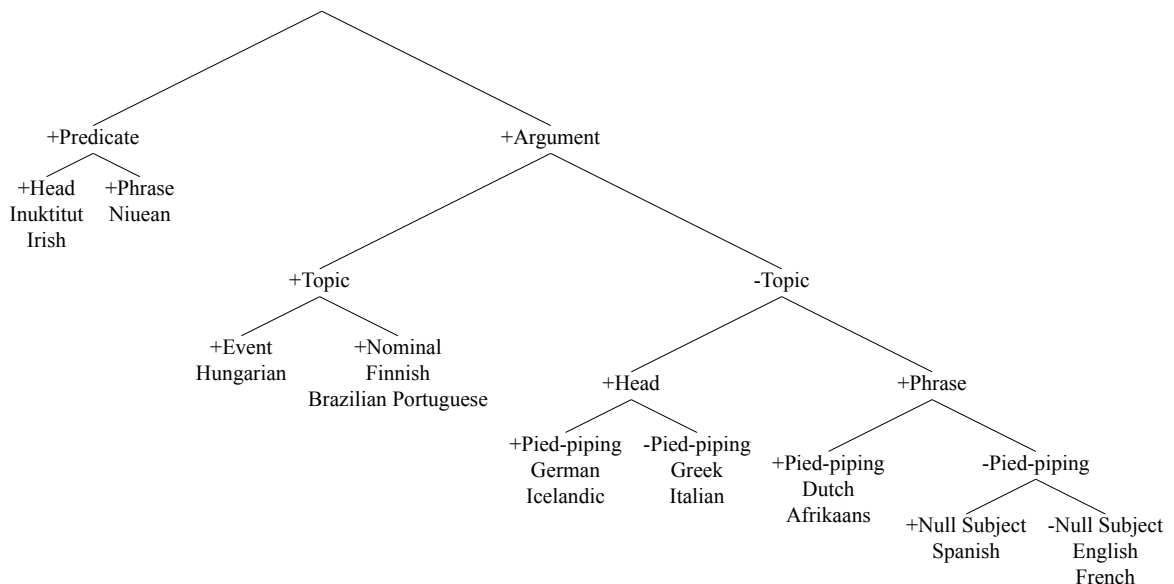 +Predicate
+Argument
+Head
Inuktitut
Irish
+Phrase
Niuean
+Topic
-Topic
+Event
Hungarian
+Nominal
Finnish
Brazilian Portuguese
+Head
+Phrase
+Pied-piping
German
Icelandic
-Pied-piping
Greek
Italian
+Pied-piping
Dutch
Afrikaans
-Pied-piping
+Null Subject
Spanish
-Null Subject
English
French